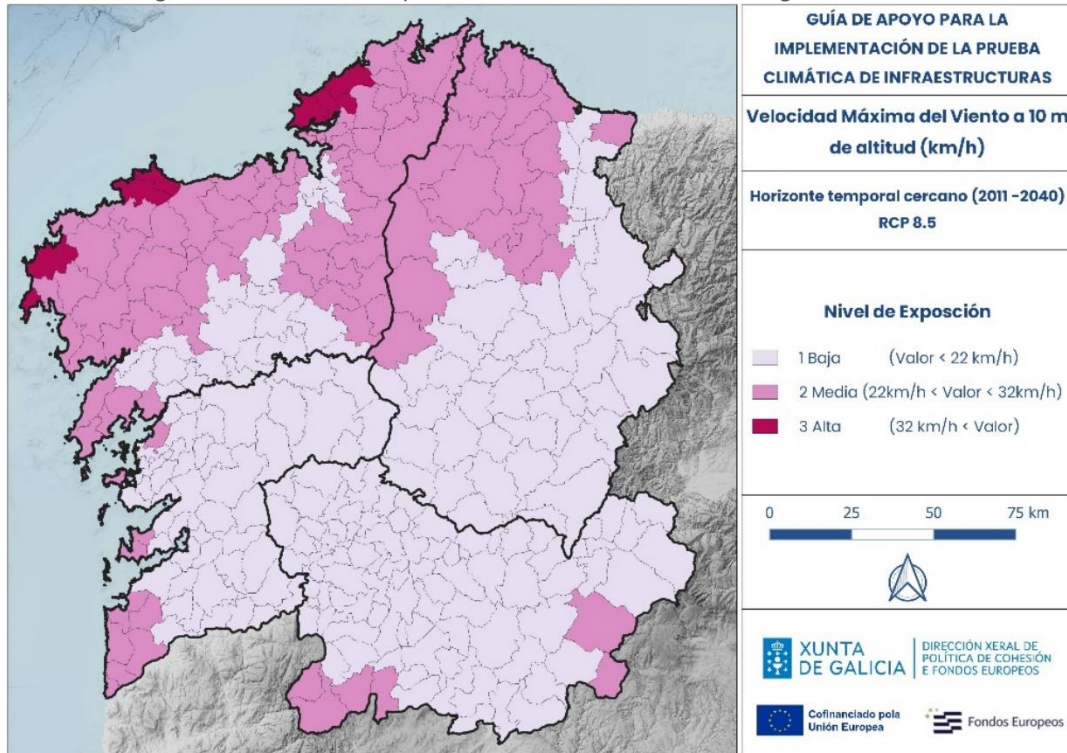 GUÍA DE APOYO PARA LA
IMPLEMENTACIÓN DE LA PRUEBA
CLIMÁTICA DE INFRAESTRUCTURAS
Velocidad Máxima del Viento a 10 m
de altitud (km/h)
Horizonte temporal cercano (2011 -2040)
RCP 8.5
Nivel de Exposción
1 Baja (Valor < 22 km/h)
2 Media (22km/h < Valor < 32km/h)
3 Alta (32 km/h < Valor)
0 25 50 75 km
XUNTA
DE GALICIA
DIRECCIÓN XERAL DE
POLÍTICA DE COHESIÓN
E FONDOS EUROPEOS
Cofinanciado pola
Unión Europea
Fondos Europeos